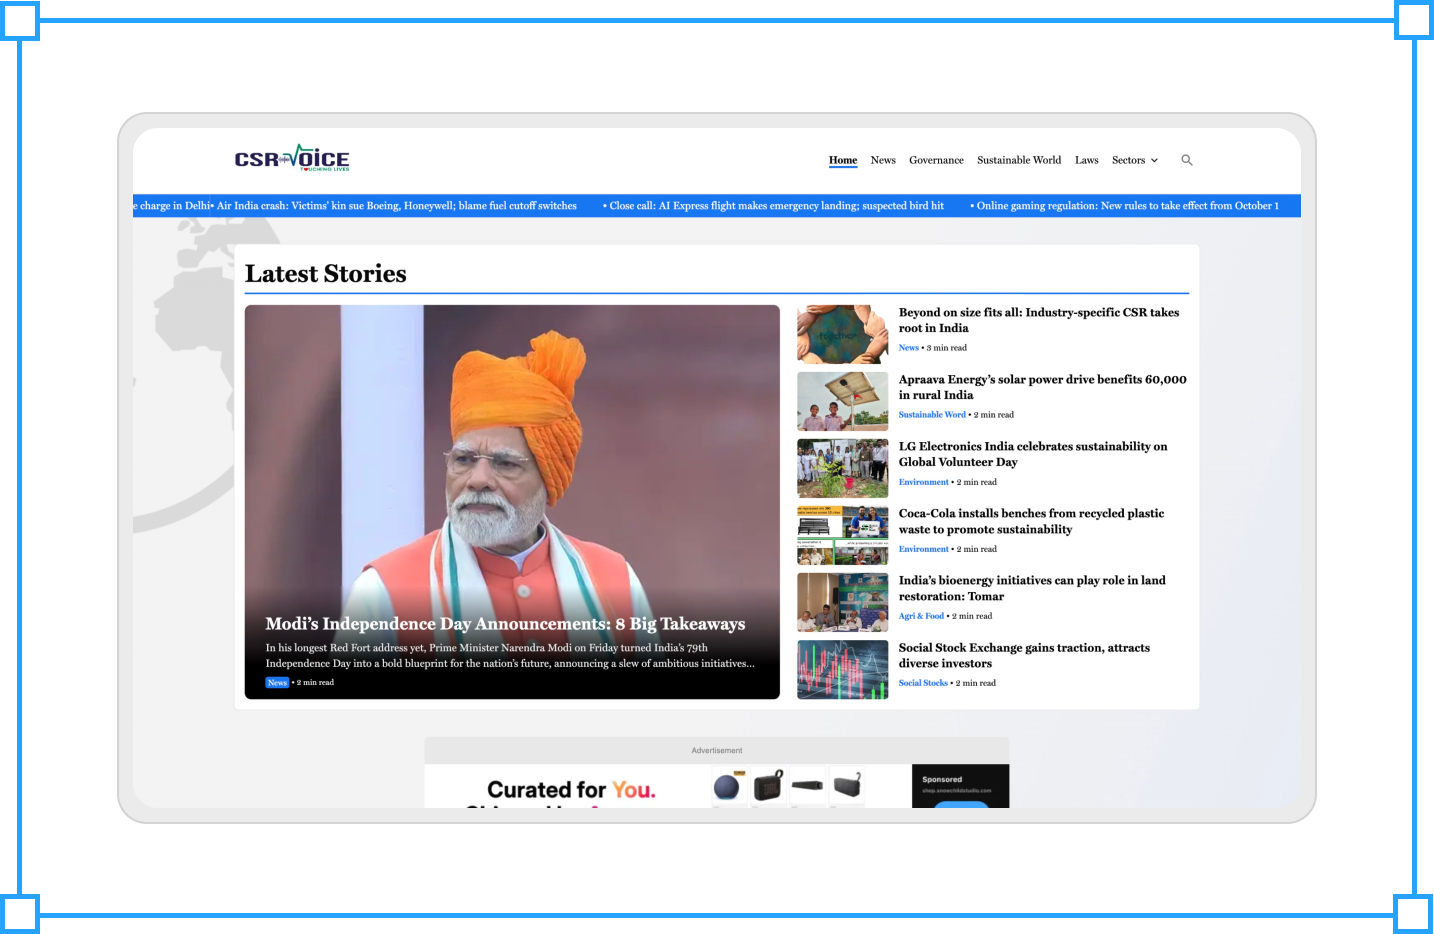 CSR VOICE
TOUCHING LIVES
Home News Governance Sustainable World Laws Sectors
e charge in Delhi• Air India crash: Victims' kin sue Boeing, Honeywell; blame fuel cutoff switches • Close call: AI Express flight makes emergency landing; suspected bird hit • Online gaming regulation: New rules to take effect from October 1
Latest Stories
Modi's Independence Day Announcements: 8 Big Takeaways
In his longest Red Fort address yet, Prime Minister Narendra Modi on Friday turned India's 79th
Independence Day into a bold blueprint for the nation's future, announcing a slew of ambitious initiatives...
News • 2 min read
Beyond on size fits all: Industry-specific CSR takes
root in India
News • 3 min read
Apraava Energy's solar power drive benefits 60,000
in rural India
Sustainable Word • 2 min read
LG Electronics India celebrates sustainability on
Global Volunteer Day
Environment • 2 min read
Coca-Cola installs benches from recycled plastic
waste to promote sustainability
Environment • 2 min read
India's bioenergy initiatives can play role in land
restoration: Tomar
Agri & Food • 2 min read
Social Stock Exchange gains traction, attracts
diverse investors
Social Stocks • 2 min read
Advertisement
Curated for You.
Sponsored
shop.snowchildstudio.com